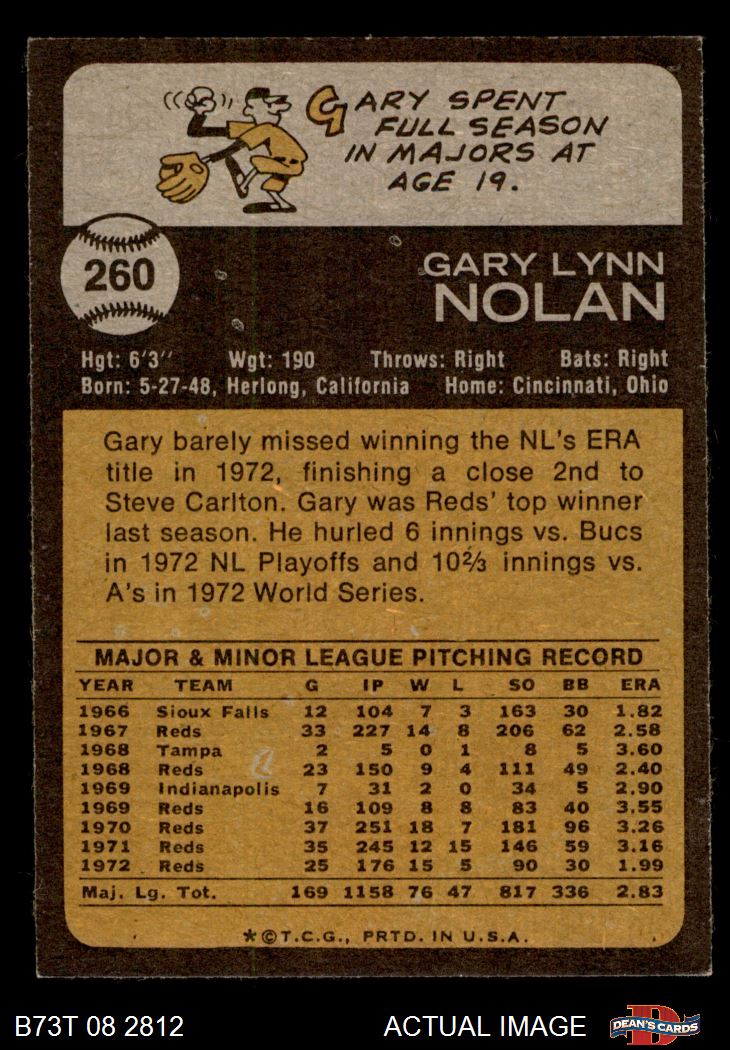 GARY SPENT
FULL SEASON
IN MAJORS AT
AGE 19.
260
GARY LYNN
NOLAN
Hgt: 6'3" Wgt: 190 Throws: Right Bats: Right
Born: 5-27-48, Herlong, California Home: Cincinnati, Ohio
Gary barely missed winning the NL's ERA
title in 1972, finishing a close 2nd to
Steve Carlton. Gary was Reds' top winner
last season. He hurled 6 innings vs. Bucs
in 1972 NL Playoffs and 10⅔ innings vs.
A's in 1972 World Series.
MAJOR & MINOR LEAGUE PITCHING RECORD
YEAR TEAM G IP W L SO BB ERA
1966 Sioux Falls 12 104 7 3 163 30 1.82
1967 Reds 33 227 14 8 206 62 2.58
1968 Tampa 2 5 0 1 8 5 3.60
1968 Reds 23 150 9 4 111 49 2.40
1969 Indianapolis 7 31 2 0 34 5 2.90
1969 Reds 16 109 8 8 83 40 3.55
1970 Reds 37 251 18 7 181 96 3.26
1971 Reds 35 245 12 15 146 59 3.16
1972 Reds 25 176 15 5 90 30 1.99
Maj. Lg. Tot. 169 1158 76 47 817 336 2.83
*©T.C.G., PRTD. IN U.S.A.
B73T 08 2812 ACTUAL IMAGE DEAN'S CARDS